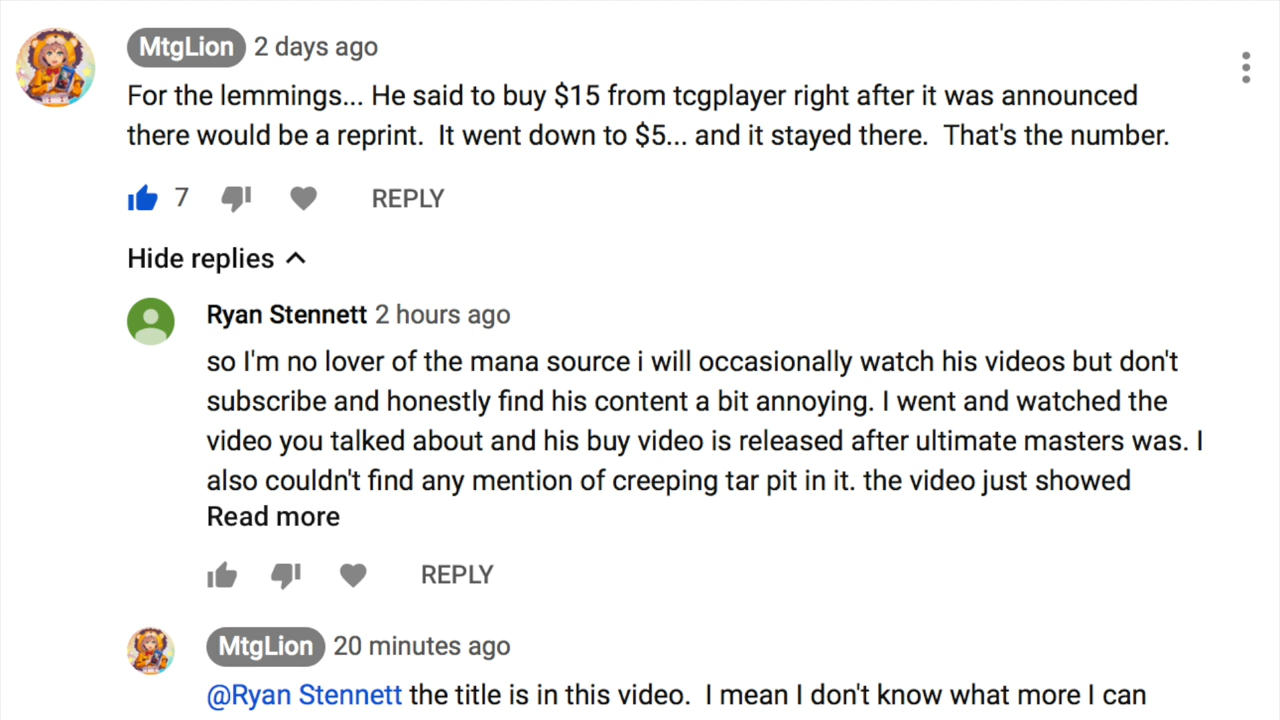 MtgLion 2 days ago
For the lemmings... He said to buy $15 from tcgplayer right after it was announced
there would be a reprint.  It went down to $5... and it stayed there.  That's the number.
7 REPLY
Hide replies
Ryan Stennett 2 hours ago
so I'm no lover of the mana source i will occasionally watch his videos but don't
subscribe and honestly find his content a bit annoying. I went and watched the
video you talked about and his buy video is released after ultimate masters was. I
also couldn't find any mention of creeping tar pit in it. the video just showed
Read more
REPLY
MtgLion 20 minutes ago
@Ryan Stennett the title is in this video.  I mean I don't know what more I can